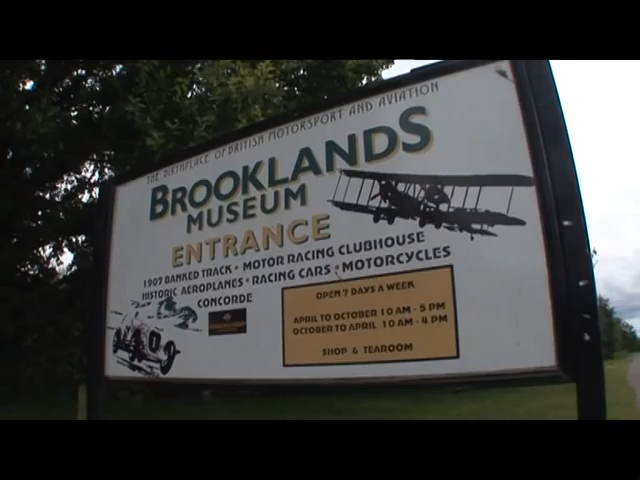 THE BIRTHPLACE OF BRITISH MOTORSPORT AND AVIATION
BROOKLANDS
MUSEUM
ENTRANCE
1907 BANKED TRACK • MOTOR RACING CLUBHOUSE
HISTORIC AEROPLANES • RACING CARS • MOTORCYCLES
CONCORDE
OPEN 7 DAYS A WEEK
APRIL TO OCTOBER 10 AM - 5 PM
OCTOBER TO APRIL 10 AM - 4 PM
SHOP & TEAROOM